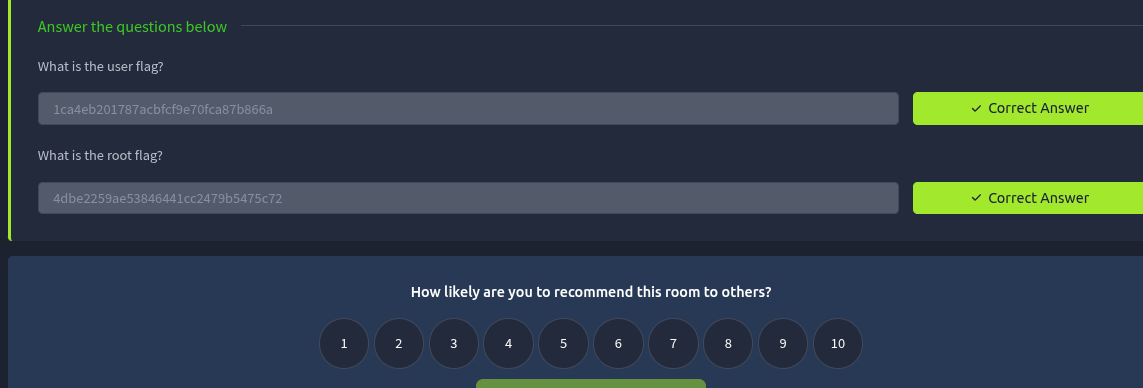 Answer the questions below
What is the user flag?
1ca4eb201787acbfcf9e70fca87b866a
✓ Correct Answer
What is the root flag?
4dbe2259ae53846441cc2479b5475c72
✓ Correct Answer
How likely are you to recommend this room to others?
1 2 3 4 5 6 7 8 9 10